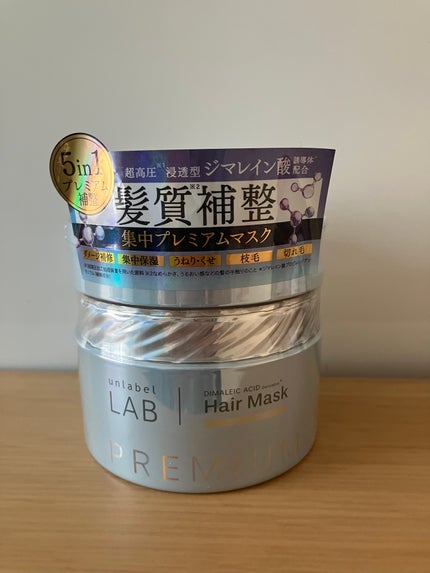 5in1
プレミアム
補整
超高圧※1浸透型 ジマレイン酸 誘導体 配合
髪質補整※2
集中プレミアムマスク
ダメージ補修 集中保湿 うねり・くせ 枝毛 切れ毛
unlabel
LAB
DIMALEIC ACID
Hair Mask
PREMIUM